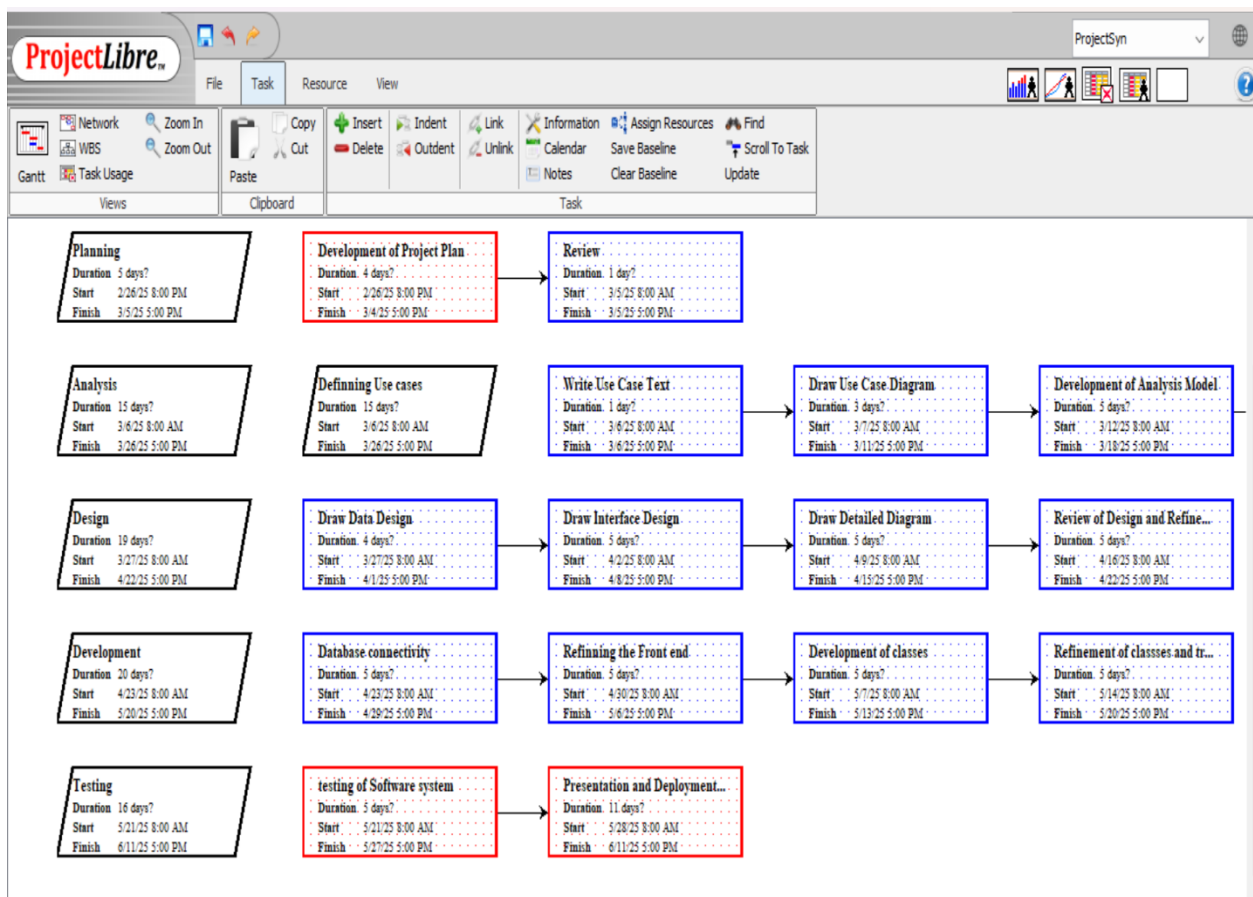 ProjectLibre TM
ProjectSyn
File Task Resource View
Network Zoom In Copy Insert Indent Link Information Assign Resources Find
WBS Zoom Out Cut Delete Outdent Unlink Calendar Save Baseline Scroll To Task
Gantt Task Usage Paste Notes Clear Baseline Update
Views Clipboard Task
Planning
Duration 5 days?
Start 2/26/25 8:00 PM
Finish 3/5/25 5:00 PM
Development of Project Plan
Duration 4 days?
Start 2/26/25 8:00 PM
Finish 3/4/25 5:00 PM
Review
Duration 1 day?
Start 3/5/25 8:00 AM
Finish 3/5/25 5:00 PM
Analysis
Duration 15 days?
Start 3/6/25 8:00 AM
Finish 3/26/25 5:00 PM
Definning Use cases
Duration 15 days?
Start 3/6/25 8:00 AM
Finish 3/26/25 5:00 PM
Write Use Case Text
Duration 1 day?
Start 3/6/25 8:00 AM
Finish 3/6/25 5:00 PM
Draw Use Case Diagram
Duration 3 days?
Start 3/7/25 8:00 AM
Finish 3/11/25 5:00 PM
Development of Analysis Model
Duration 5 days?
Start 3/12/25 8:00 AM
Finish 3/18/25 5:00 PM
Design
Duration 19 days?
Start 3/27/25 8:00 AM
Finish 4/22/25 5:00 PM
Draw Data Design
Duration 4 days?
Start 3/27/25 8:00 AM
Finish 4/1/25 5:00 PM
Draw Interface Design
Duration 5 days?
Start 4/2/25 8:00 AM
Finish 4/8/25 5:00 PM
Draw Detailed Diagram
Duration 5 days?
Start 4/9/25 8:00 AM
Finish 4/15/25 5:00 PM
Review of Design and Refine...
Duration 5 days?
Start 4/16/25 8:00 AM
Finish 4/22/25 5:00 PM
Development
Duration 20 days?
Start 4/23/25 8:00 AM
Finish 5/20/25 5:00 PM
Database connectivity
Duration 5 days?
Start 4/23/25 8:00 AM
Finish 4/29/25 5:00 PM
Refinning the Front end
Duration 5 days?
Start 4/30/25 8:00 AM
Finish 5/6/25 5:00 PM
Development of classes
Duration 5 days?
Start 5/7/25 8:00 AM
Finish 5/13/25 5:00 PM
Refinement of classses and tr...
Duration 5 days?
Start 5/14/25 8:00 AM
Finish 5/20/25 5:00 PM
Testing
Duration 16 days?
Start 5/21/25 8:00 AM
Finish 6/11/25 5:00 PM
testing of Software system
Duration 5 days?
Start 5/21/25 8:00 AM
Finish 5/27/25 5:00 PM
Presentation and Deployment...
Duration 11 days?
Start 5/28/25 8:00 AM
Finish 6/11/25 5:00 PM